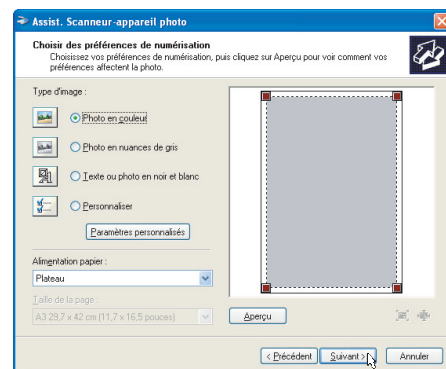 Assist. Scanneur-appareil photo
Choisir des préférences de numérisation
Choisissez vos préférences de numérisation, puis cliquez sur Aperçu pour voir comment vos
préférences affectent la photo.
Type d'image :
Photo en couleur
Photo en nuances de gris
Texte ou photo en noir et blanc
Personnaliser
Paramètres personnalisés
Alimentation papier :
Plateau
Taille de la page :
A3 29,7 x 42 cm (11,7 x 16,5 pouces)
Aperçu
< Précédent
Suivant >
Annuler